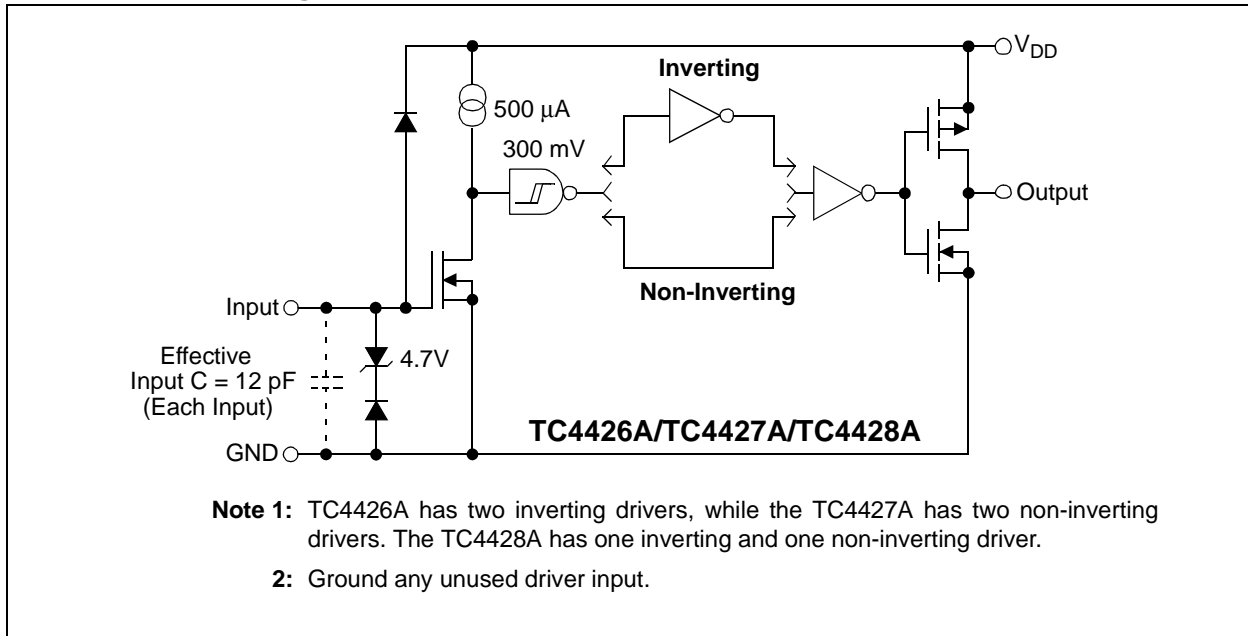 V_DD
Inverting
500 μA
300 mV
Output
Non-Inverting
Input
4.7V
Effective
Input C = 12 pF
(Each Input)
TC4426A/TC4427A/TC4428A
GND
Note 1: TC4426A has two inverting drivers, while the TC4427A has two non-inverting
drivers. The TC4428A has one inverting and one non-inverting driver.
2: Ground any unused driver input.